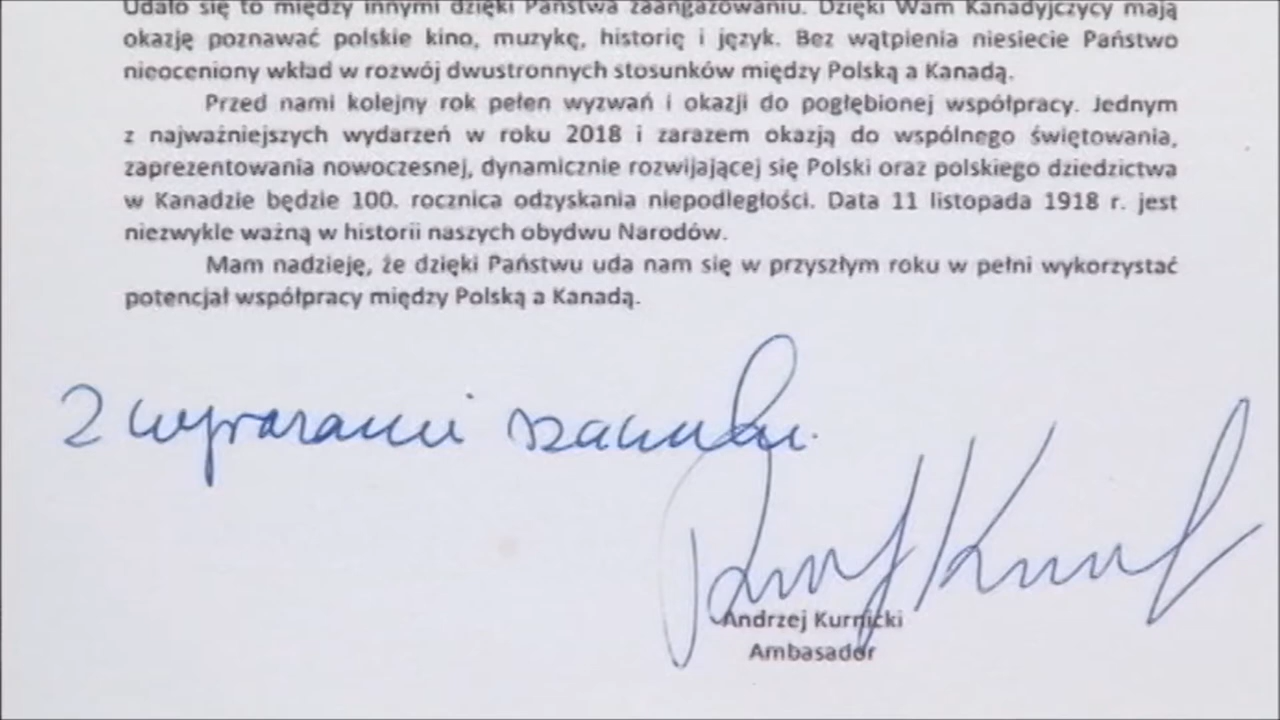 Udało się to między innymi dzięki Państwa zaangażowaniu. Dzięki Wam Kanadyjczycy mają
okazję poznawać polskie kino, muzykę, historię i język. Bez wątpienia niesiecie Państwo
nieoceniony wkład w rozwój dwustronnych stosunków między Polską a Kanadą.
Przed nami kolejny rok pełen wyzwań i okazji do pogłębionej współpracy. Jednym
z najważniejszych wydarzeń w roku 2018 i zarazem okazją do wspólnego świętowania,
zaprezentowania nowoczesnej, dynamicznie rozwijającej się Polski oraz polskiego dziedzictwa
w Kanadzie będzie 100. rocznica odzyskania niepodległości. Data 11 listopada 1918 r. jest
niezwykle ważną w historii naszych obydwu Narodów.
Mam nadzieję, że dzięki Państwu uda nam się w przyszłym roku w pełni wykorzystać
potencjał współpracy między Polską a Kanadą.
Z wyrazami szacunku.
Andrzej Kurnicki
Ambasador